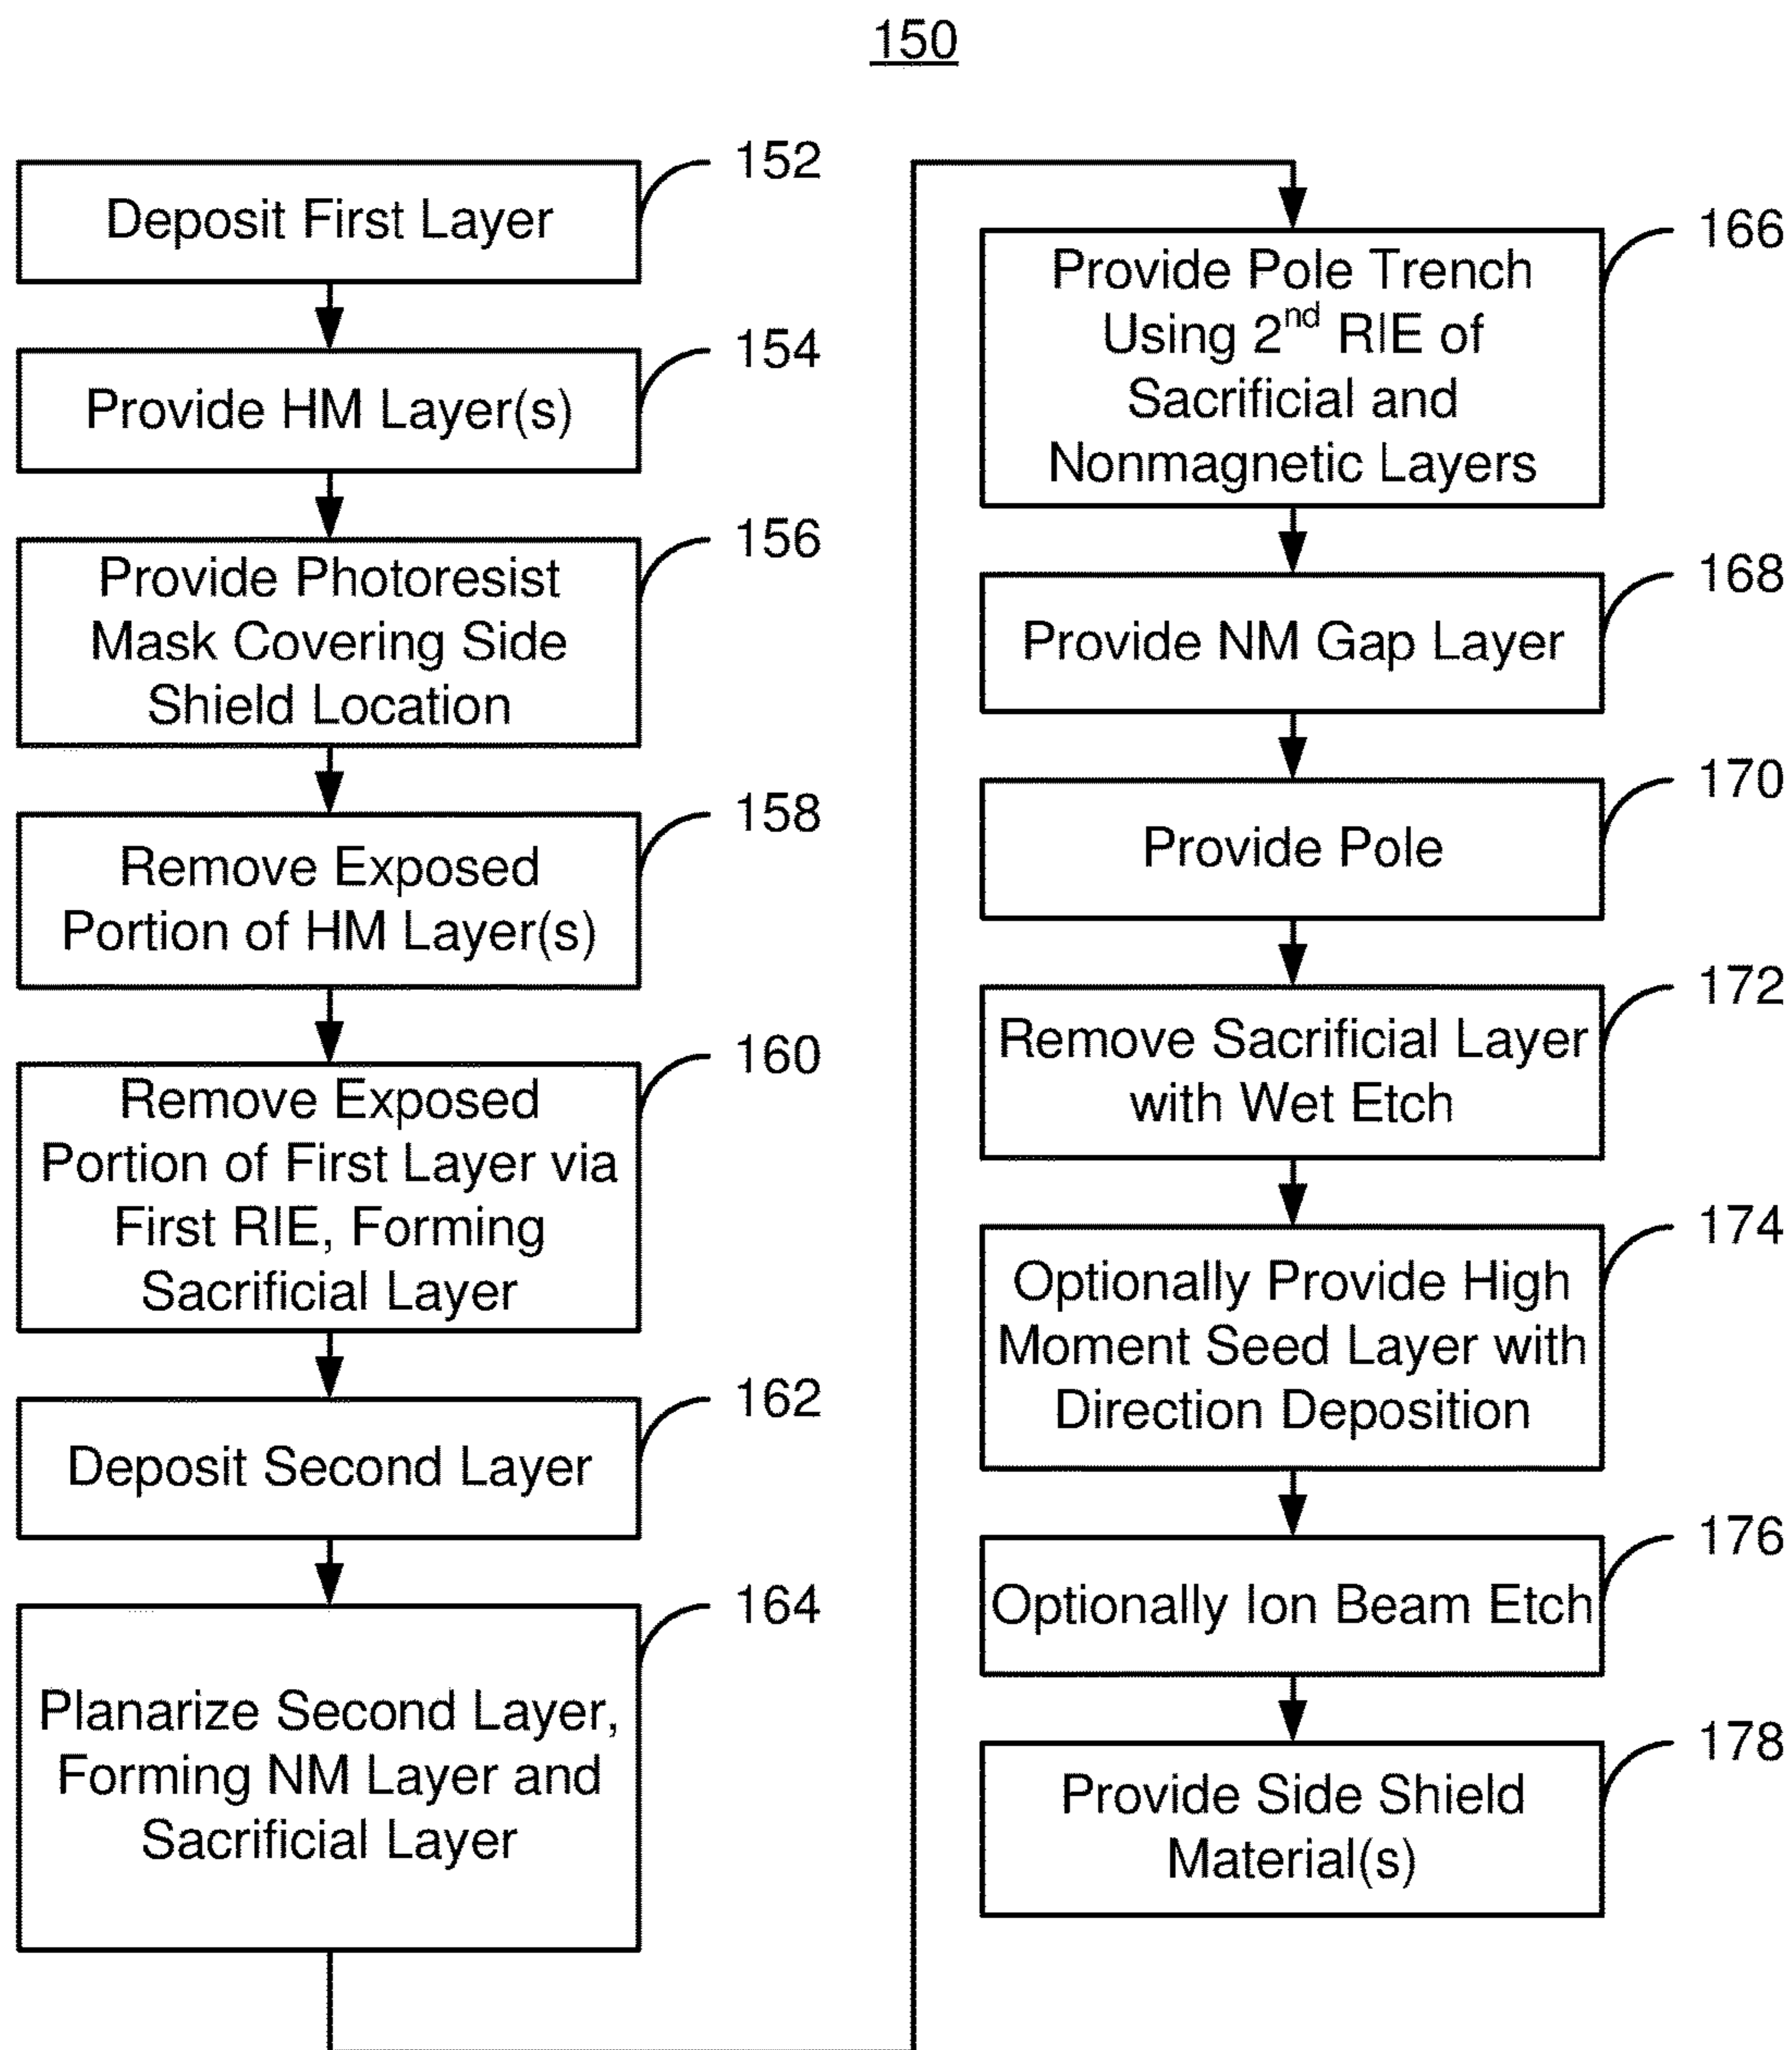 150
152
Deposit First Layer
154
Provide HM Layer(s)
156
Provide Photoresist
Mask Covering Side
Shield Location
158
Remove Exposed
Portion of HM Layer(s)
160
Remove Exposed
Portion of First Layer via
First RIE, Forming
Sacrificial Layer
162
Deposit Second Layer
164
Planarize Second Layer,
Forming NM Layer and
Sacrificial Layer
166
Provide Pole Trench
Using 2nd RIE of
Sacrificial and
Nonmagnetic Layers
168
Provide NM Gap Layer
170
Provide Pole
172
Remove Sacrificial Layer
with Wet Etch
174
Optionally Provide High
Moment Seed Layer with
Direction Deposition
176
Optionally Ion Beam Etch
178
Provide Side Shield
Material(s)